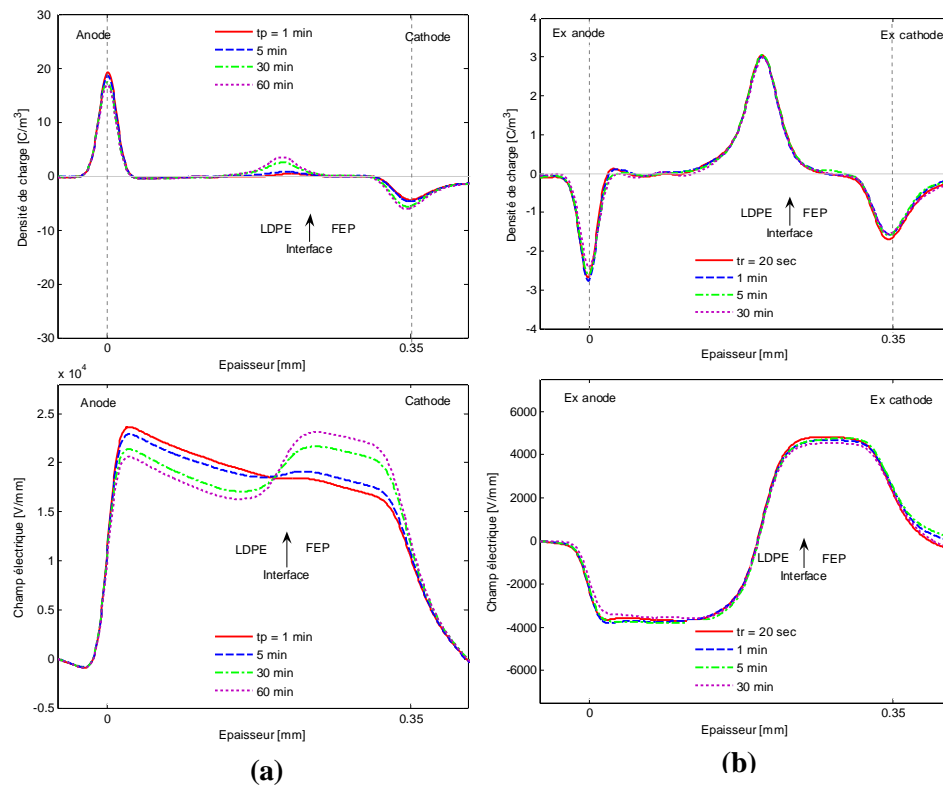 Anode
Cathode
tp = 1 min
5 min
30 min
60 min
30
20
10
0
-10
-20
-30
Densité de charge [C/m³]
LDPE
FEP
Interface
0
0.35
Epaisseur [mm]
Ex anode
Ex cathode
4
3
2
1
0
-1
-2
-3
-4
Densité de charge [C/m³]
LDPE
FEP
Interface
tr = 20 sec
1 min
5 min
30 min
0
0.35
Epaisseur [mm]
x 10⁴
Anode
Cathode
2.5
2
1.5
1
0.5
0
-0.5
Champ électrique [V/mm]
LDPE
FEP
Interface
tp = 1 min
5 min
30 min
60 min
0
0.35
Epaisseur [mm]
(a)
Ex anode
Ex cathode
6000
4000
2000
0
-2000
-4000
-6000
Champ électrique [V/mm]
LDPE
FEP
Interface
tr = 20 sec
1 min
5 min
30 min
0
0.35
Epaisseur [mm]
(b)